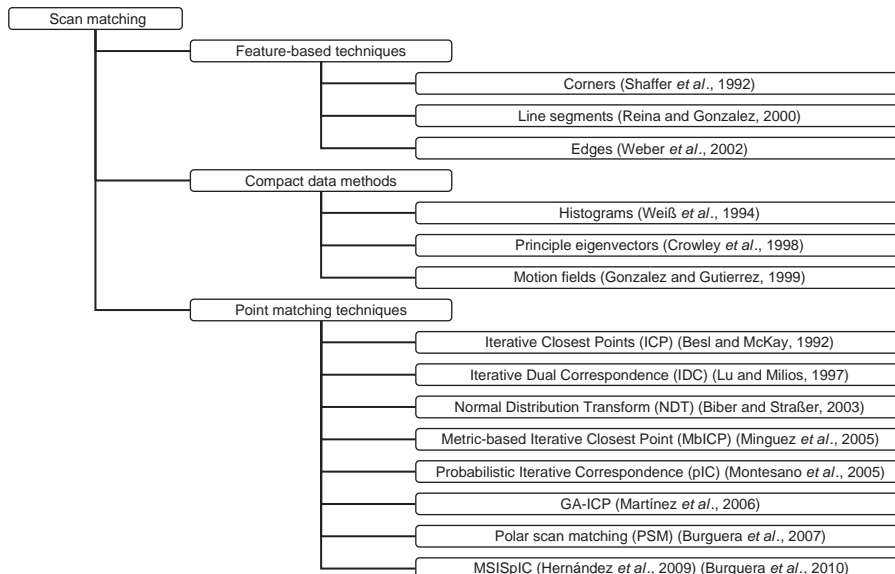 Scan matching
Feature-based techniques
Corners (Shaffer et al., 1992)
Line segments (Reina and Gonzalez, 2000)
Edges (Weber et al., 2002)
Compact data methods
Histograms (Weiß et al., 1994)
Principle eigenvectors (Crowley et al., 1998)
Motion fields (Gonzalez and Gutierrez, 1999)
Point matching techniques
Iterative Closest Points (ICP) (Besl and McKay, 1992)
Iterative Dual Correspondence (IDC) (Lu and Milios, 1997)
Normal Distribution Transform (NDT) (Biber and Straßer, 2003)
Metric-based Iterative Closest Point (MbICP) (Minguez et al., 2005)
Probabilistic Iterative Correspondence (pIC) (Montesano et al., 2005)
GA-ICP (Martínez et al., 2006)
Polar scan matching (PSM) (Burguera et al., 2007)
MSISpIC (Hernández et al., 2009) (Burguera et al., 2010)